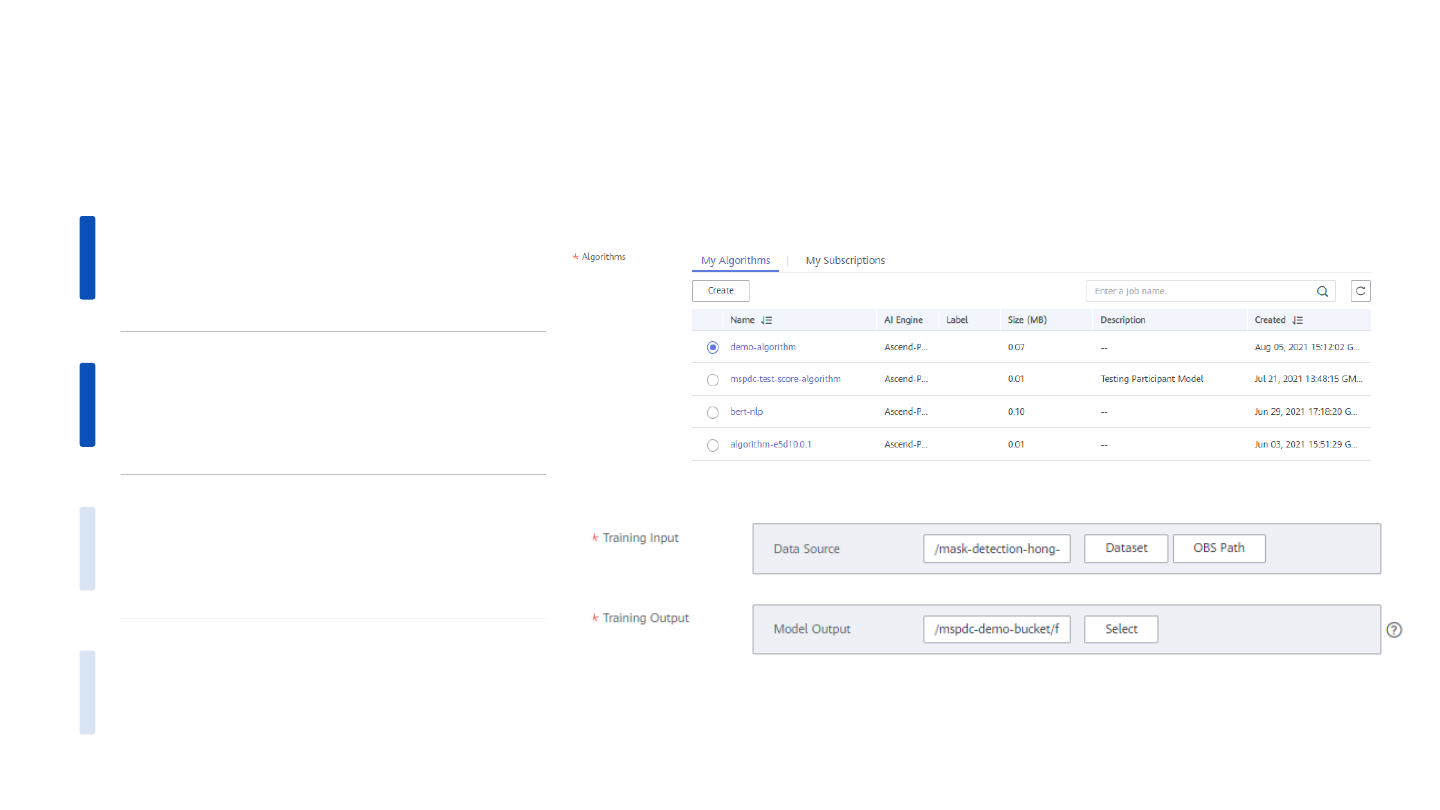 * Algorithms
My Algorithms | My Subscriptions
Create
Enter a job name.
Name AI Engine Label Size (MB) Description Created
demo-algorithm Ascend-P... 0.07 -- Aug 05, 2021 15:12:02 G...
mspdc-test-score-algorithm Ascend-P... 0.01 Testing Participant Model Jul 21, 2021 13:48:15 GM...
bert-nlp Ascend-P... 0.10 -- Jun 29, 2021 17:18:20 G...
algorithm-e5d10.0.1 Ascend-P... 0.01 -- Jun 03, 2021 15:51:29 G...
* Training Input
Data Source /mask-detection-hong- Dataset OBS Path
* Training Output
Model Output /mspdc-demo-bucket/f Select ?